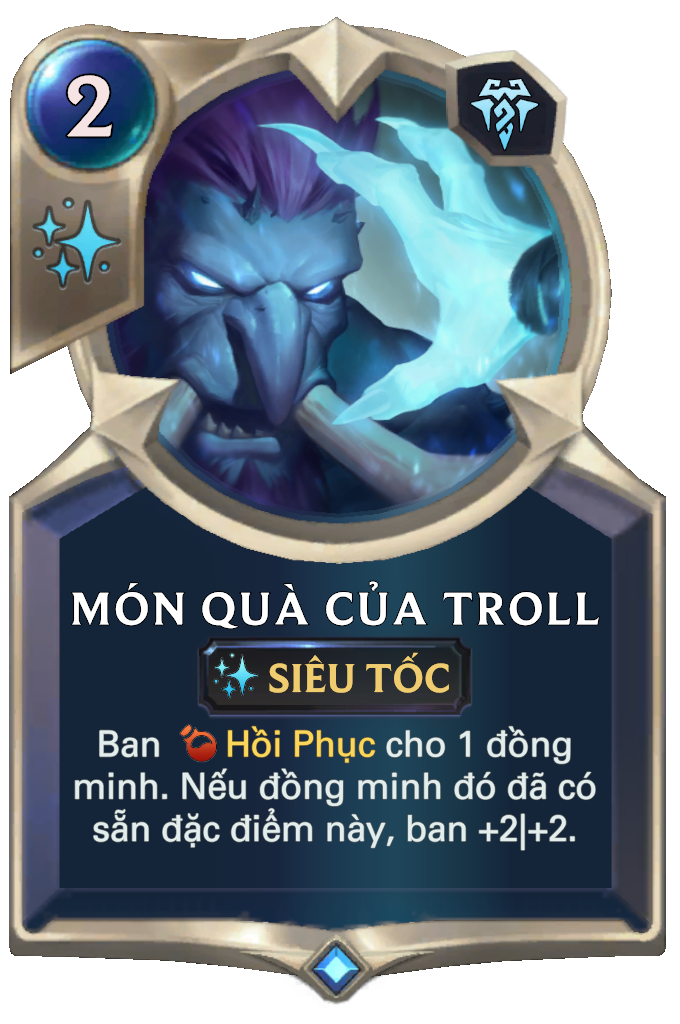 2
MÓN QUÀ CỦA TROLL
SIÊU TỐC
Ban Hồi Phục cho 1 đồng
minh. Nếu đồng minh đó đã có
sẵn đặc điểm này, ban +2|+2.